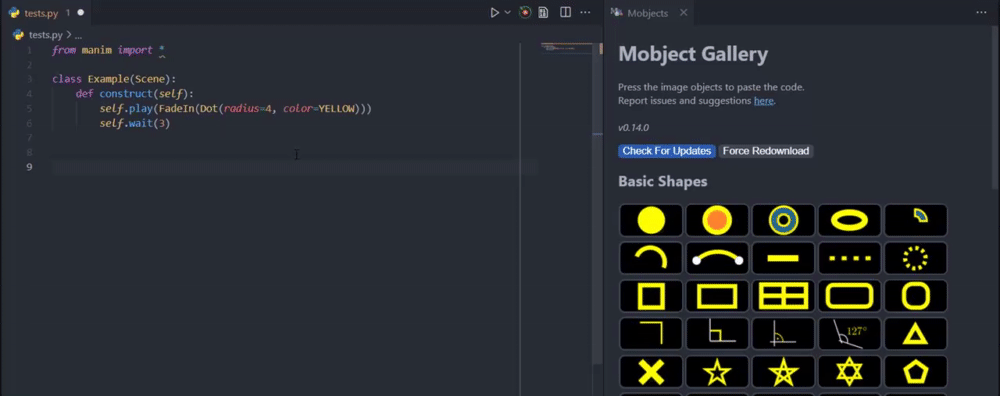 tests.py 1
tests.py > ...
1 from manim import *
2
3 class Example(Scene):
4 def construct(self):
5 self.play(FadeIn(Dot(radius=4, color=YELLOW)))
6 self.wait(3)
7
8
9
Mobjects
Mobject Gallery
Press the image objects to paste the code.
Report issues and suggestions here.
v0.14.0
Check For Updates Force Redownload
Basic Shapes
127°